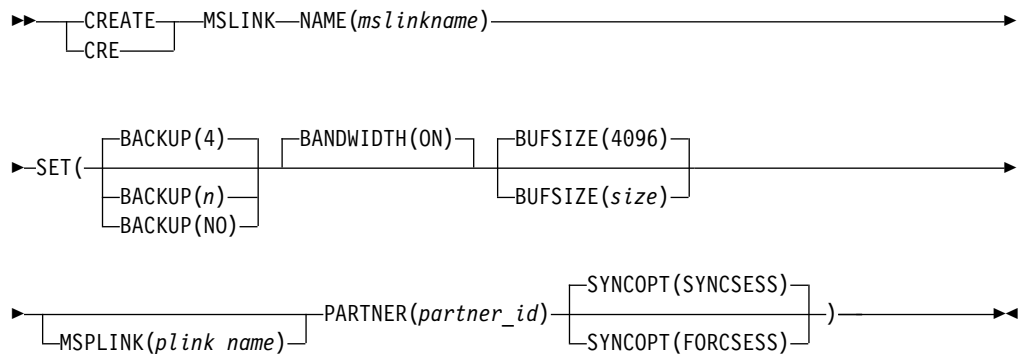 CREATE MSLINK NAME(mslinkname)
CRE
BACKUP(4) BANDWIDTH(ON) BUFSIZE(4096)
SET(
BACKUP(n) BUFSIZE(size)
BACKUP(NO)
SYNCOPT(SYNCSESS)
PARTNER(partner_id) )
MSPLINK(plink name) SYNCOPT(FORCSESS)